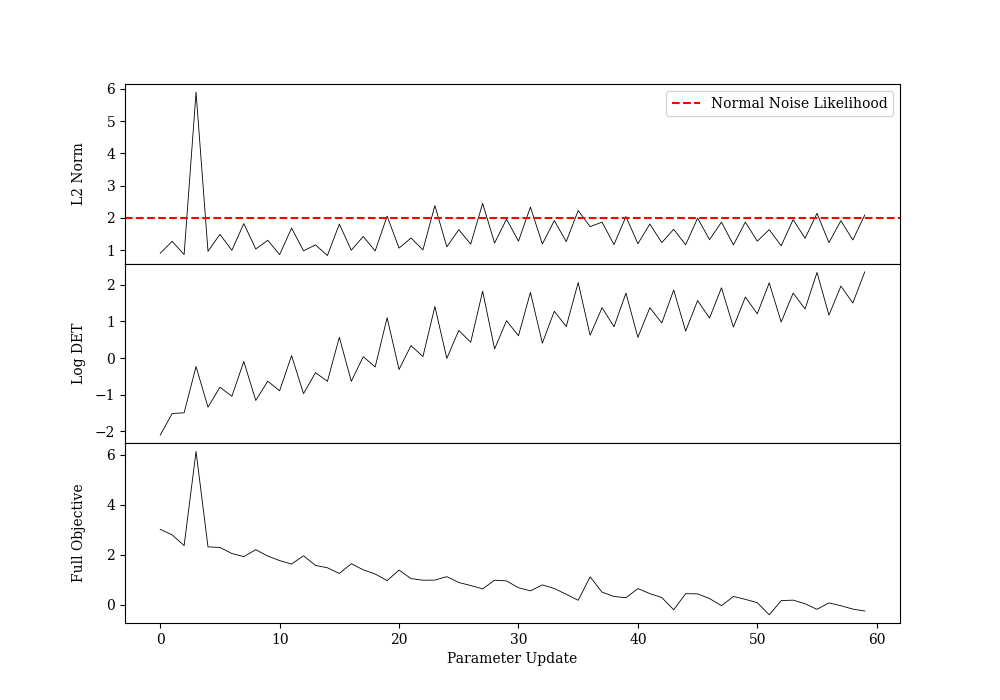 6
5
4
3
2
1
L2 Norm
Normal Noise Likelihood
2
1
0
−1
−2
Log DET
6
4
2
0
Full Objective
0 10 20 30 40 50 60
Parameter Update